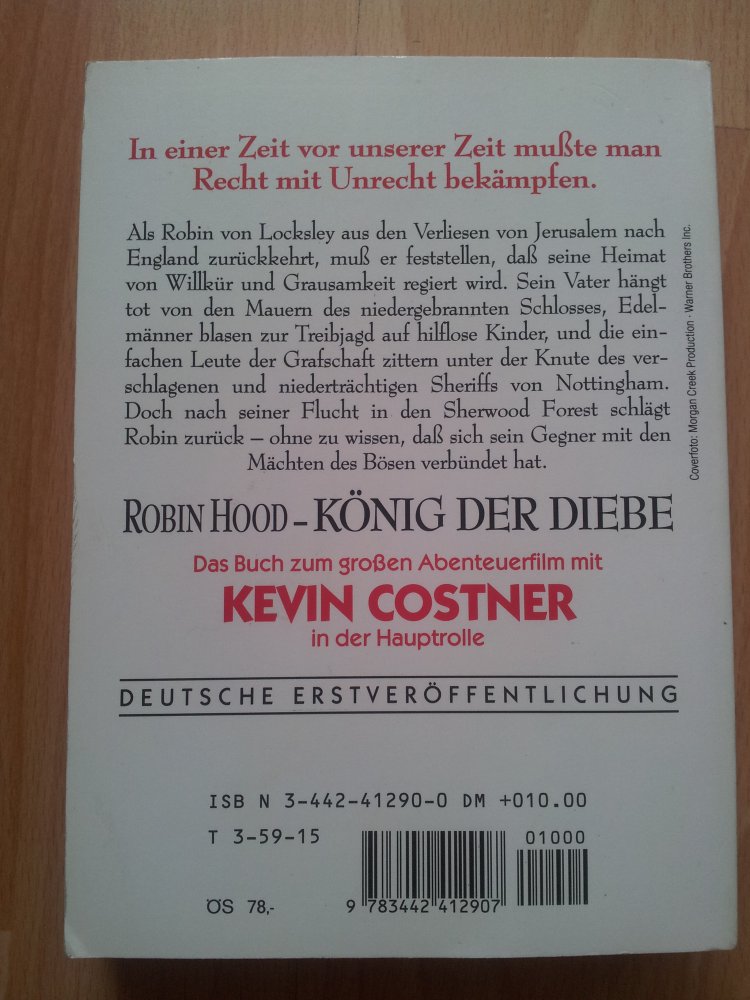 In einer Zeit vor unserer Zeit mußte man
Recht mit Unrecht bekämpfen.
Als Robin von Locksley aus den Verliesen von Jerusalem nach
England zurückkehrt, muß er feststellen, daß seine Heimat
von Willkür und Grausamkeit regiert wird. Sein Vater hängt
tot von den Mauern des niedergebrannten Schlosses, Edel-
männer blasen zur Treibjagd auf hilflose Kinder, und die ein-
fachen Leute der Grafschaft zittern unter der Knute des ver-
schlagenen und niederträchtigen Sheriffs von Nottingham.
Doch nach seiner Flucht in den Sherwood Forest schlägt
Robin zurück – ohne zu wissen, daß sich sein Gegner mit den
Mächten des Bösen verbündet hat.
Coverfoto: Morgan Creek Production · Warner Brothers Inc.
ROBIN HOOD – KÖNIG DER DIEBE
Das Buch zum großen Abenteuerfilm mit
KEVIN COSTNER
in der Hauptrolle
DEUTSCHE ERSTVERÖFFENTLICHUNG
ISB N 3-442-41290-0 DM +010.00
T 3-59-15
01000
ÖS 78,-
9 783442 412907